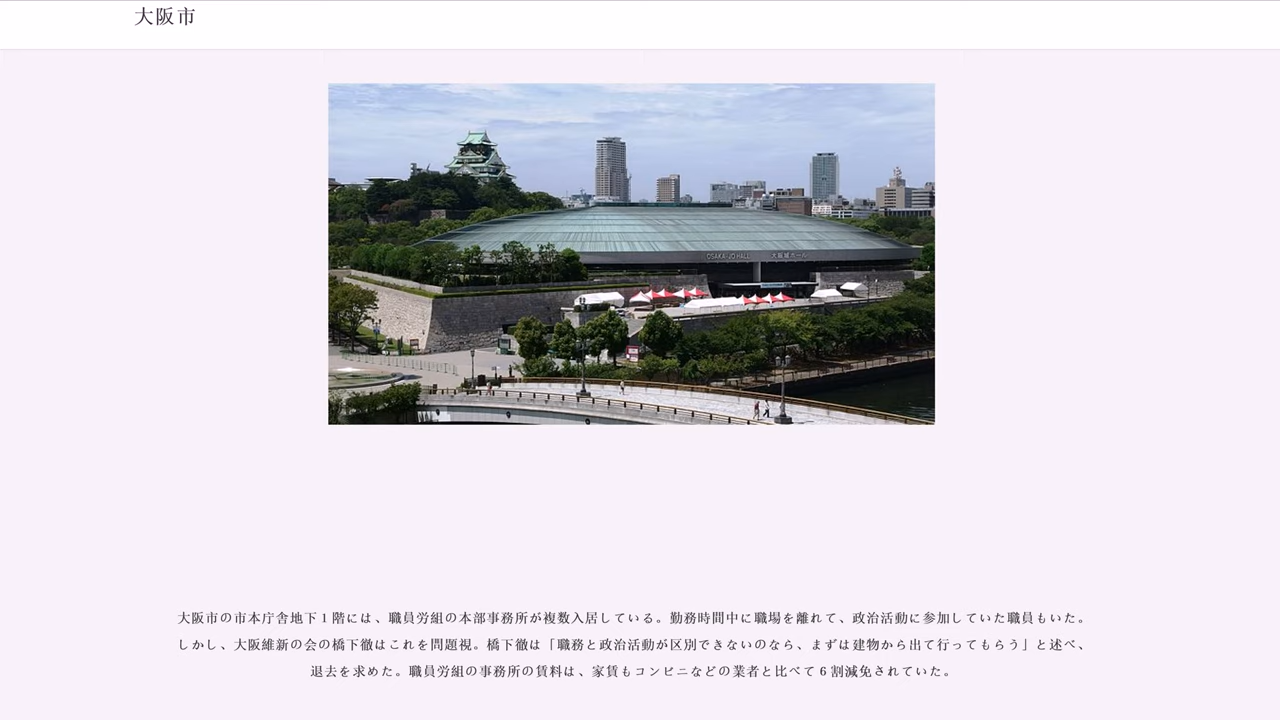 大阪市
OSAKA-JO HALL 大阪城ホール
大阪市の市本庁舎地下１階には、職員労組の本部事務所が複数入居している。勤務時間中に職場を離れて、政治活動に参加していた職員もいた。
しかし、大阪維新の会の橋下徹はこれを問題視。橋下徹は「職務と政治活動が区別できないのなら、まずは建物から出て行ってもらう」と述べ、
退去を求めた。職員労組の事務所の賃料は、家賃もコンビニなどの業者と比べて６割減免されていた。